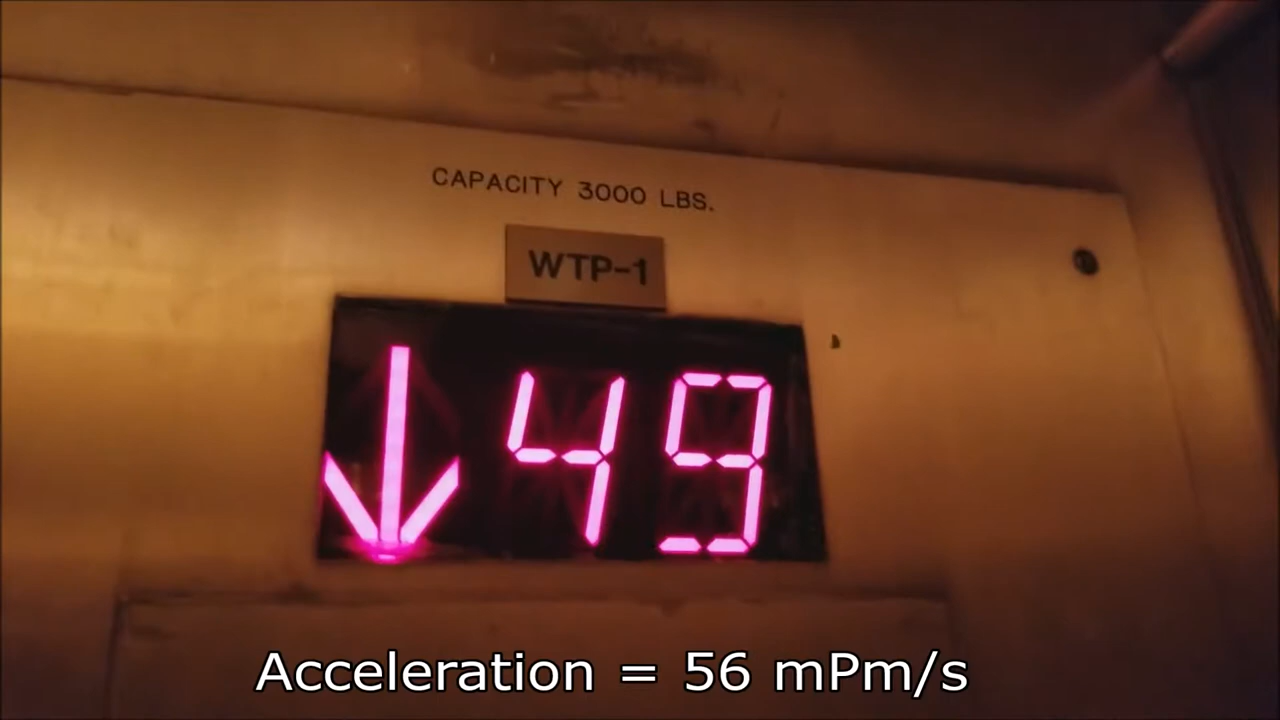 CAPACITY 3000 LBS.
WTP-1
↓ 49
Acceleration = 56 mPm/s